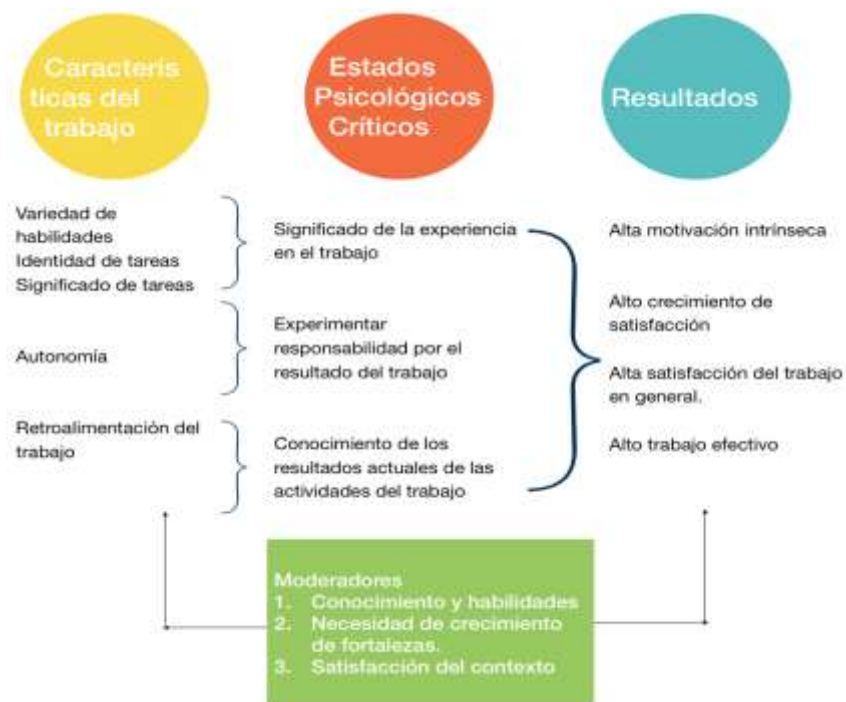 Caracterís
ticas del
trabajo
Estados
Psicológicos
Críticos
Resultados
Variedad de
habilidades
Identidad de tareas
Significado de tareas
Autonomía
Retroalimentación del
trabajo
Significado de la experiencia
en el trabajo
Experimentar
responsabilidad por el
resultado del trabajo
Conocimiento de los
resultados actuales de las
actividades del trabajo
Alta motivación intrínseca
Alto crecimiento de
satisfacción
Alta satisfacción del trabajo
en general.
Alto trabajo efectivo
Moderadores
1. Conocimiento y habilidades
2. Necesidad de crecimiento
de fortalezas.
3. Satisfacción del contexto